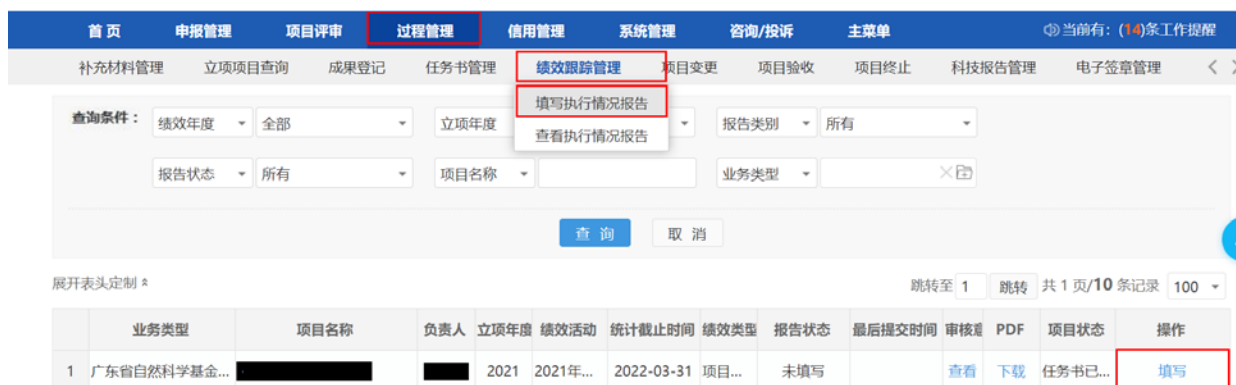 首页 申报管理 项目评审 过程管理 信用管理 系统管理 咨询/投诉 主菜单 当前有：(14)条工作提醒
补充材料管理 立项项目查询 成果登记 任务书管理 绩效跟踪管理 项目变更 项目验收 项目终止 科技报告管理 电子签章管理
填写执行情况报告
查看执行情况报告
查询条件： 绩效年度 全部 立项年度 报告类别 所有
报告状态 所有 项目名称 业务类型
查询 取消
展开表头定制 跳转至 1 跳转 共1页/10条记录 100
业务类型 项目名称 负责人 立项年度 绩效活动 统计截止时间 绩效类型 报告状态 最后提交时间 审核意 PDF 项目状态 操作
1 广东省自然科学基金... 2021 2021年... 2022-03-31 项目... 未填写 查看 下载 任务书已... 填写